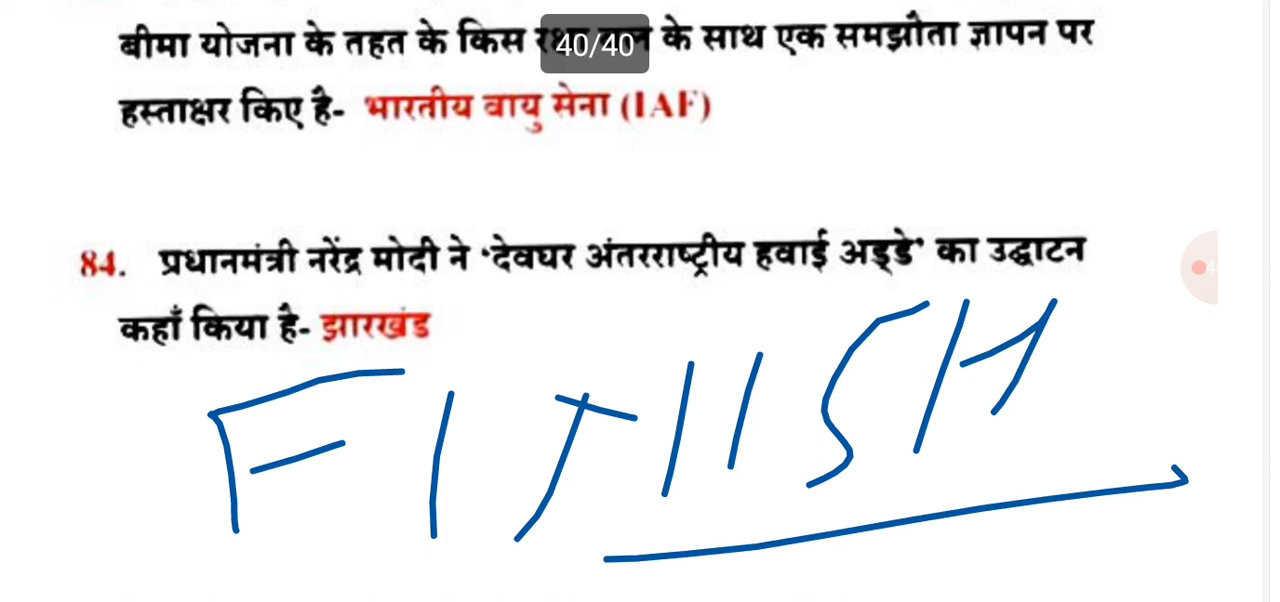 बीमा योजना के तहत के किस के साथ एक समझौता ज्ञापन पर
40/40
हस्ताक्षर किए है- भारतीय वायु सेना (IAF)
84. प्रधानमंत्री नरेंद्र मोदी ने 'देवघर अंतरराष्ट्रीय हवाई अड्डे' का उद्घाटन
कहाँ किया है- झारखंड